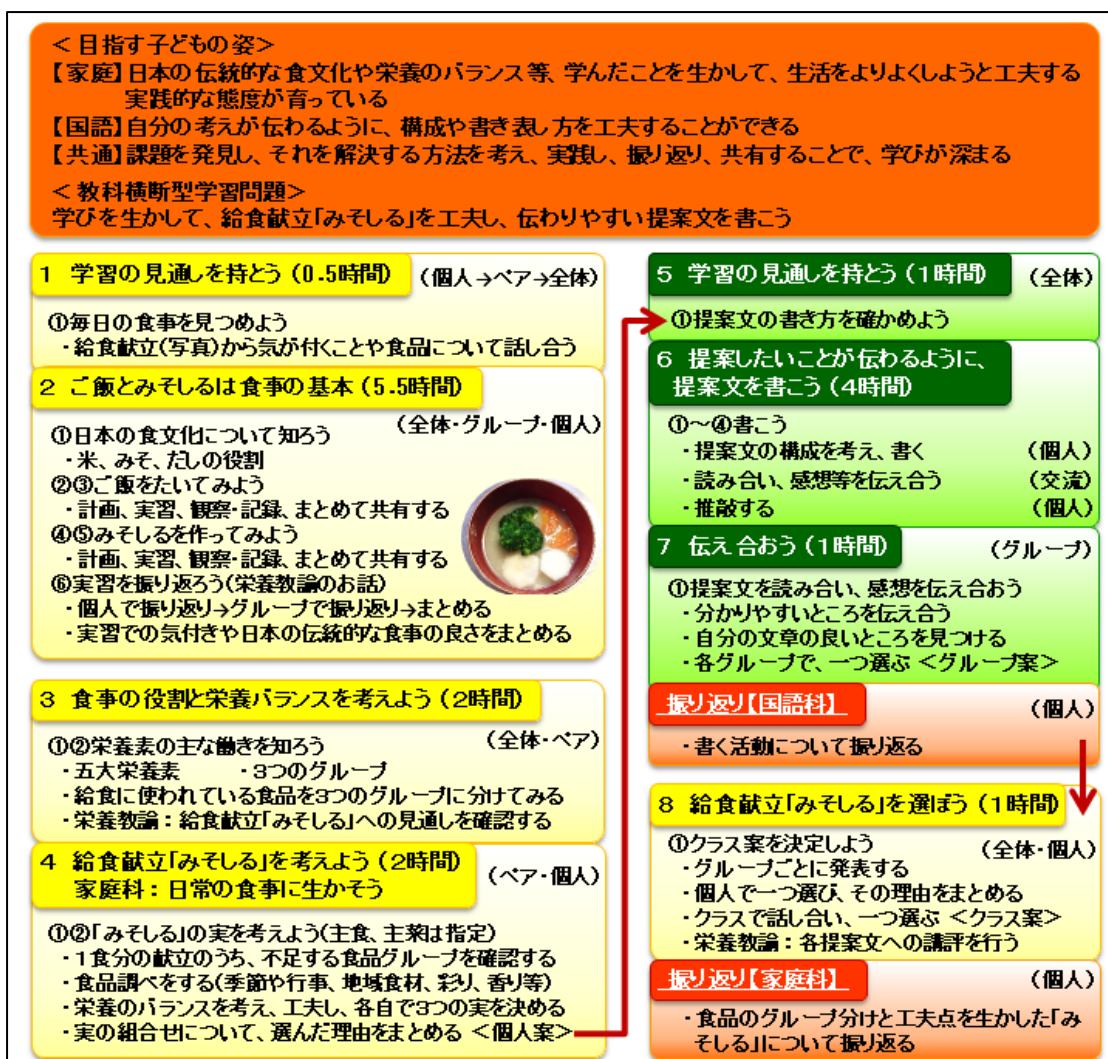 ＜目指す子どもの姿＞
【家庭】日本の伝統的な食文化や栄養のバランス等、学んだことを生かして、生活をよりよくしようと工夫する
実践的な態度が育っている
【国語】自分の考えが伝わるように、構成や書き表し方を工夫することができる
【共通】課題を発見し、それを解決する方法を考え、実践し、振り返り、共有することで、学びが深まる
＜教科横断型学習問題＞
学びを生かして、給食献立「みそしる」を工夫し、伝わりやすい提案文を書こう
1 学習の見通しを持とう（0.5時間）（個人→ペア→全体）
①毎日の食事を見つめよう
・給食献立(写真)から気が付くことや食品について話し合う
2 ご飯とみそしるは食事の基本（5.5時間）
（全体・グループ・個人）
①日本の食文化について知ろう
・米、みそ、だしの役割
②③ご飯をたいてみよう
・計画、実習、観察・記録、まとめて共有する
④⑤みそしるを作ってみよう
・計画、実習、観察・記録、まとめて共有する
⑥実習を振り返ろう(栄養教諭のお話)
・個人で振り返り→グループで振り返り→まとめる
・実習での気付きや日本の伝統的な食事の良さをまとめる
3 食事の役割と栄養バランスを考えよう（2時間）
（全体・ペア）
①②栄養素の主な働きを知ろう
・五大栄養素 ・3つのグループ
・給食に使われている食品を3つのグループに分けてみる
・栄養教諭：給食献立「みそしる」への見通しを確認する
4 給食献立「みそしる」を考えよう（2時間）
家庭科：日常の食事に生かそう
（ペア・個人）
①②「みそしる」の実を考えよう(主食、主菜は指定)
・1食分の献立のうち、不足する食品グループを確認する
・食品調べをする(季節や行事、地域食材、彩り、香り等)
・栄養のバランスを考え、工夫し、各自で3つの実を決める
・実の組合せについて、選んだ理由をまとめる ＜個人案＞
5 学習の見通しを持とう（1時間）（全体）
①提案文の書き方を確かめよう
6 提案したいことが伝わるように、
提案文を書こう（4時間）
①～④書こう
・提案文の構成を考え、書く（個人）
・読み合い、感想等を伝え合う（交流）
・推敲する（個人）
7 伝え合おう（1時間）（グループ）
①提案文を読み合い、感想を伝え合おう
・分かりやすいところを伝え合う
・自分の文章の良いところを見つける
・各グループで、一つ選ぶ ＜グループ案＞
振り返り【国語科】（個人）
・書く活動について振り返る
8 給食献立「みそしる」を選ぼう（1時間）
①クラス案を決定しよう（全体・個人）
・グループごとに発表する
・個人で一つ選び、その理由をまとめる
・クラスで話し合い、一つ選ぶ ＜クラス案＞
・栄養教諭：各提案文への講評を行う
振り返り【家庭科】（個人）
・食品のグループ分けと工夫点を生かした「み
そしる」について振り返る